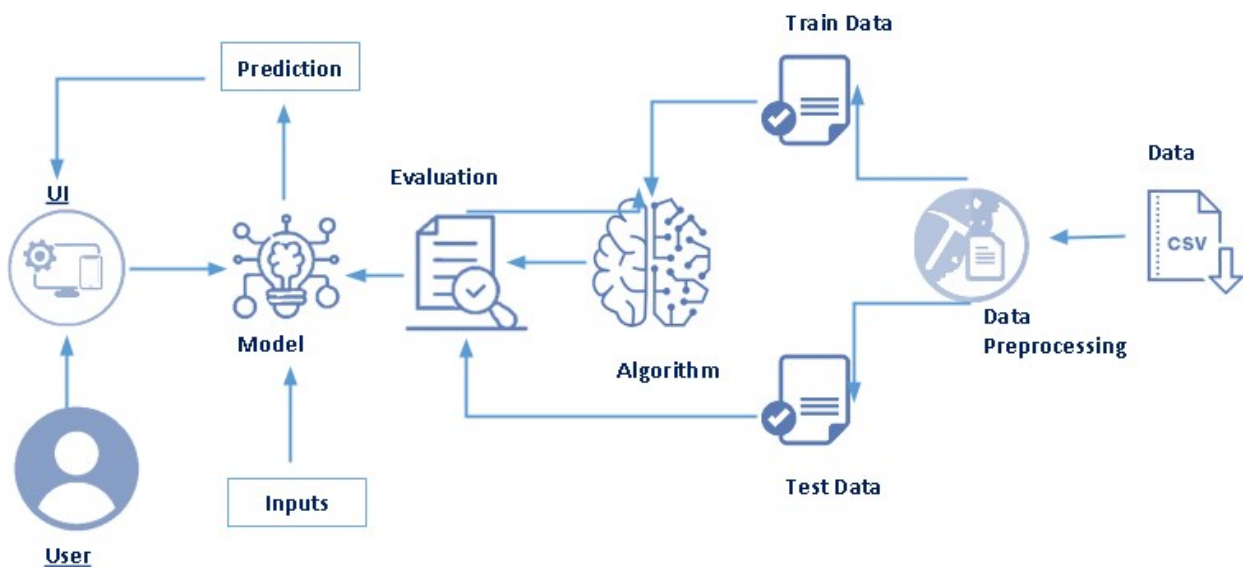 Train Data
Prediction
Data
Evaluation
UI
CSV
Model
Data
Preprocessing
Algorithm
Inputs
Test Data
User